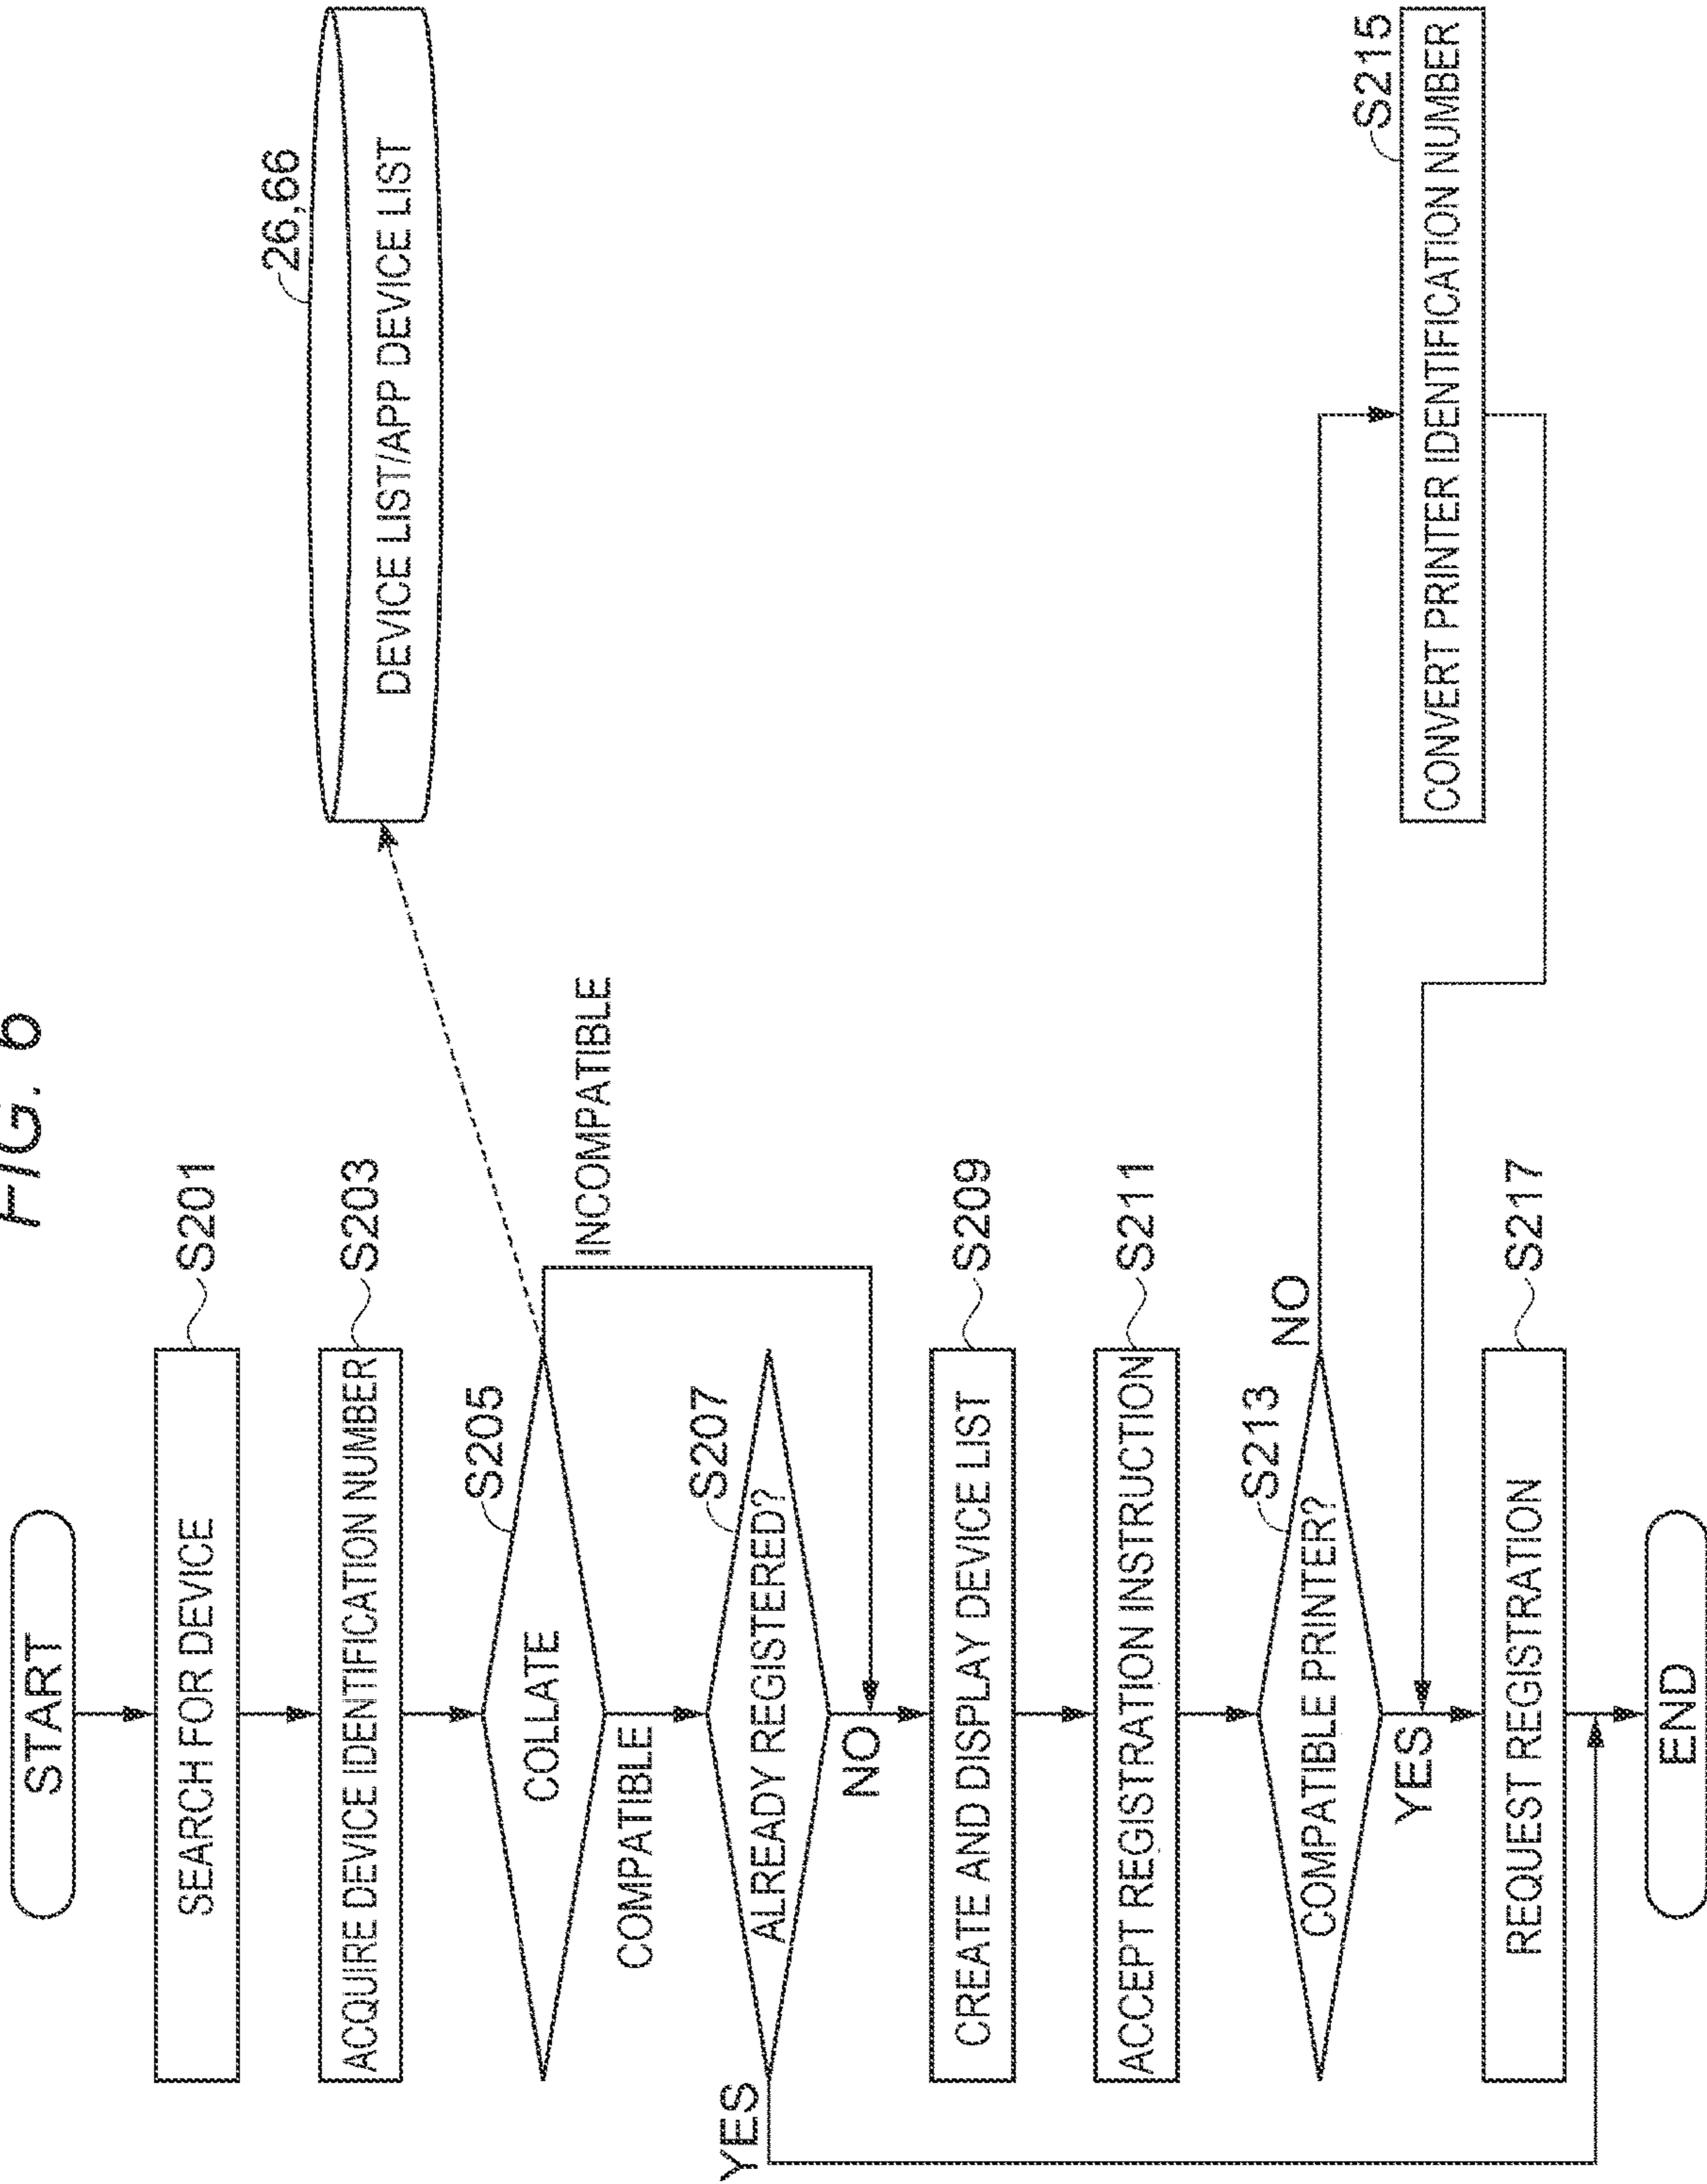 FIG. 6
START
S201
SEARCH FOR DEVICE
S203
ACQUIRE DEVICE IDENTIFICATION NUMBER
26,66
DEVICE LIST/APP DEVICE LIST
S205
COLLATE
INCOMPATIBLE
COMPATIBLE
S207
ALREADY REGISTERED?
YES
NO
S209
CREATE AND DISPLAY DEVICE LIST
S211
ACCEPT REGISTRATION INSTRUCTION
S213
COMPATIBLE PRINTER?
NO
S215
CONVERT PRINTER IDENTIFICATION NUMBER
YES
S217
REQUEST REGISTRATION
END